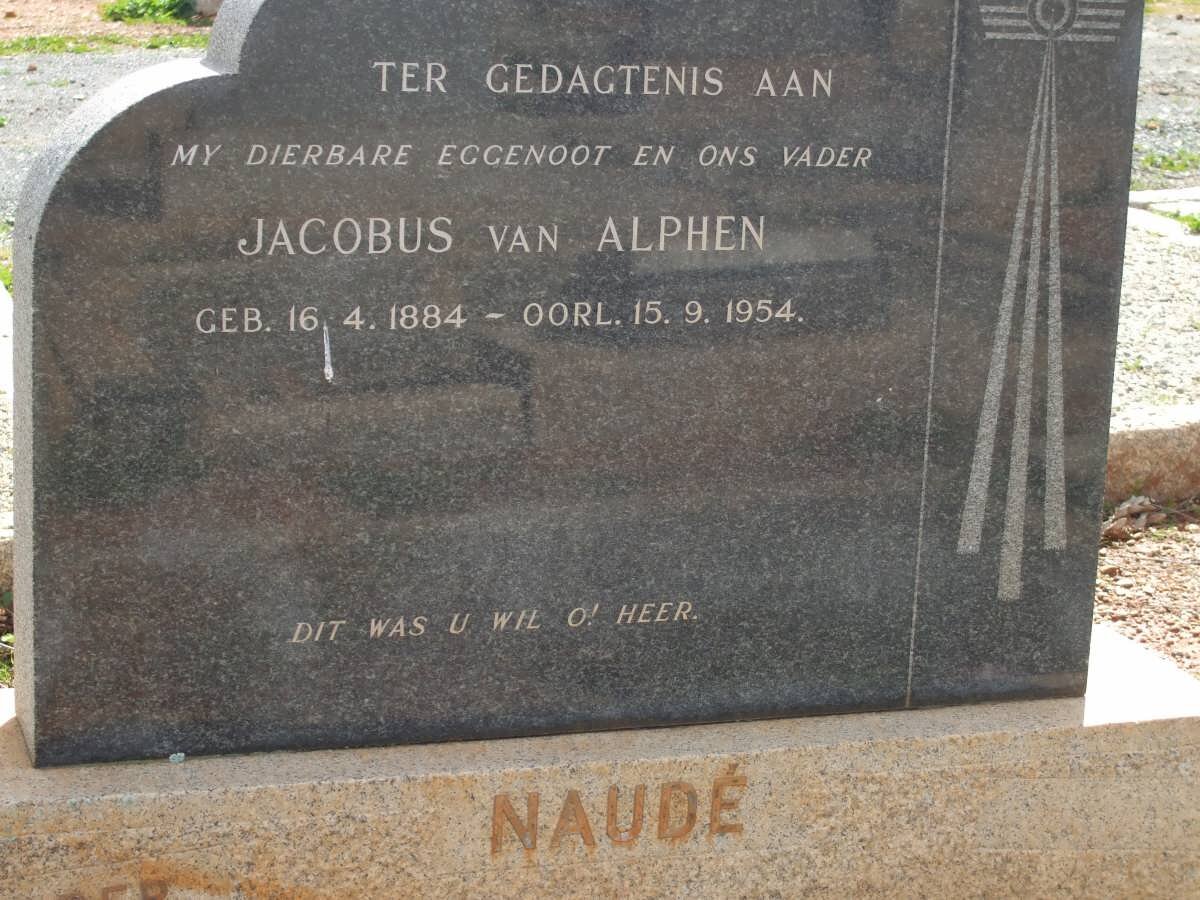 TER GEDAGTENIS AAN
MY DIERBARE EGGENOOT EN ONS VADER
JACOBUS VAN ALPHEN
GEB. 16. 4. 1884 – OORL. 15. 9. 1954.
DIT WAS U WIL O! HEER.
NAUDÉ